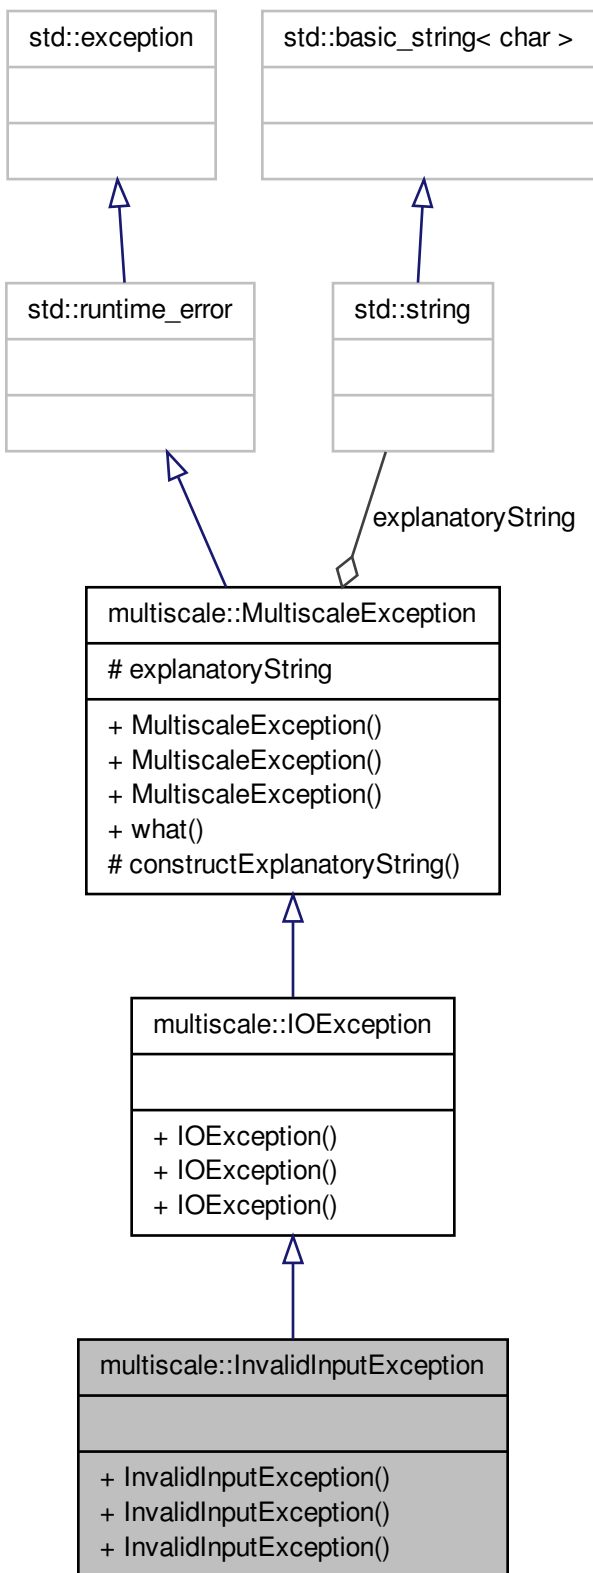 std::exception
std::basic_string< char >
std::runtime_error
std::string
explanatoryString
multiscale::MultiscaleException
# explanatoryString
+ MultiscaleException()
+ MultiscaleException()
+ MultiscaleException()
+ what()
# constructExplanatoryString()
multiscale::IOException
+ IOException()
+ IOException()
+ IOException()
multiscale::InvalidInputException
+ InvalidInputException()
+ InvalidInputException()
+ InvalidInputException()